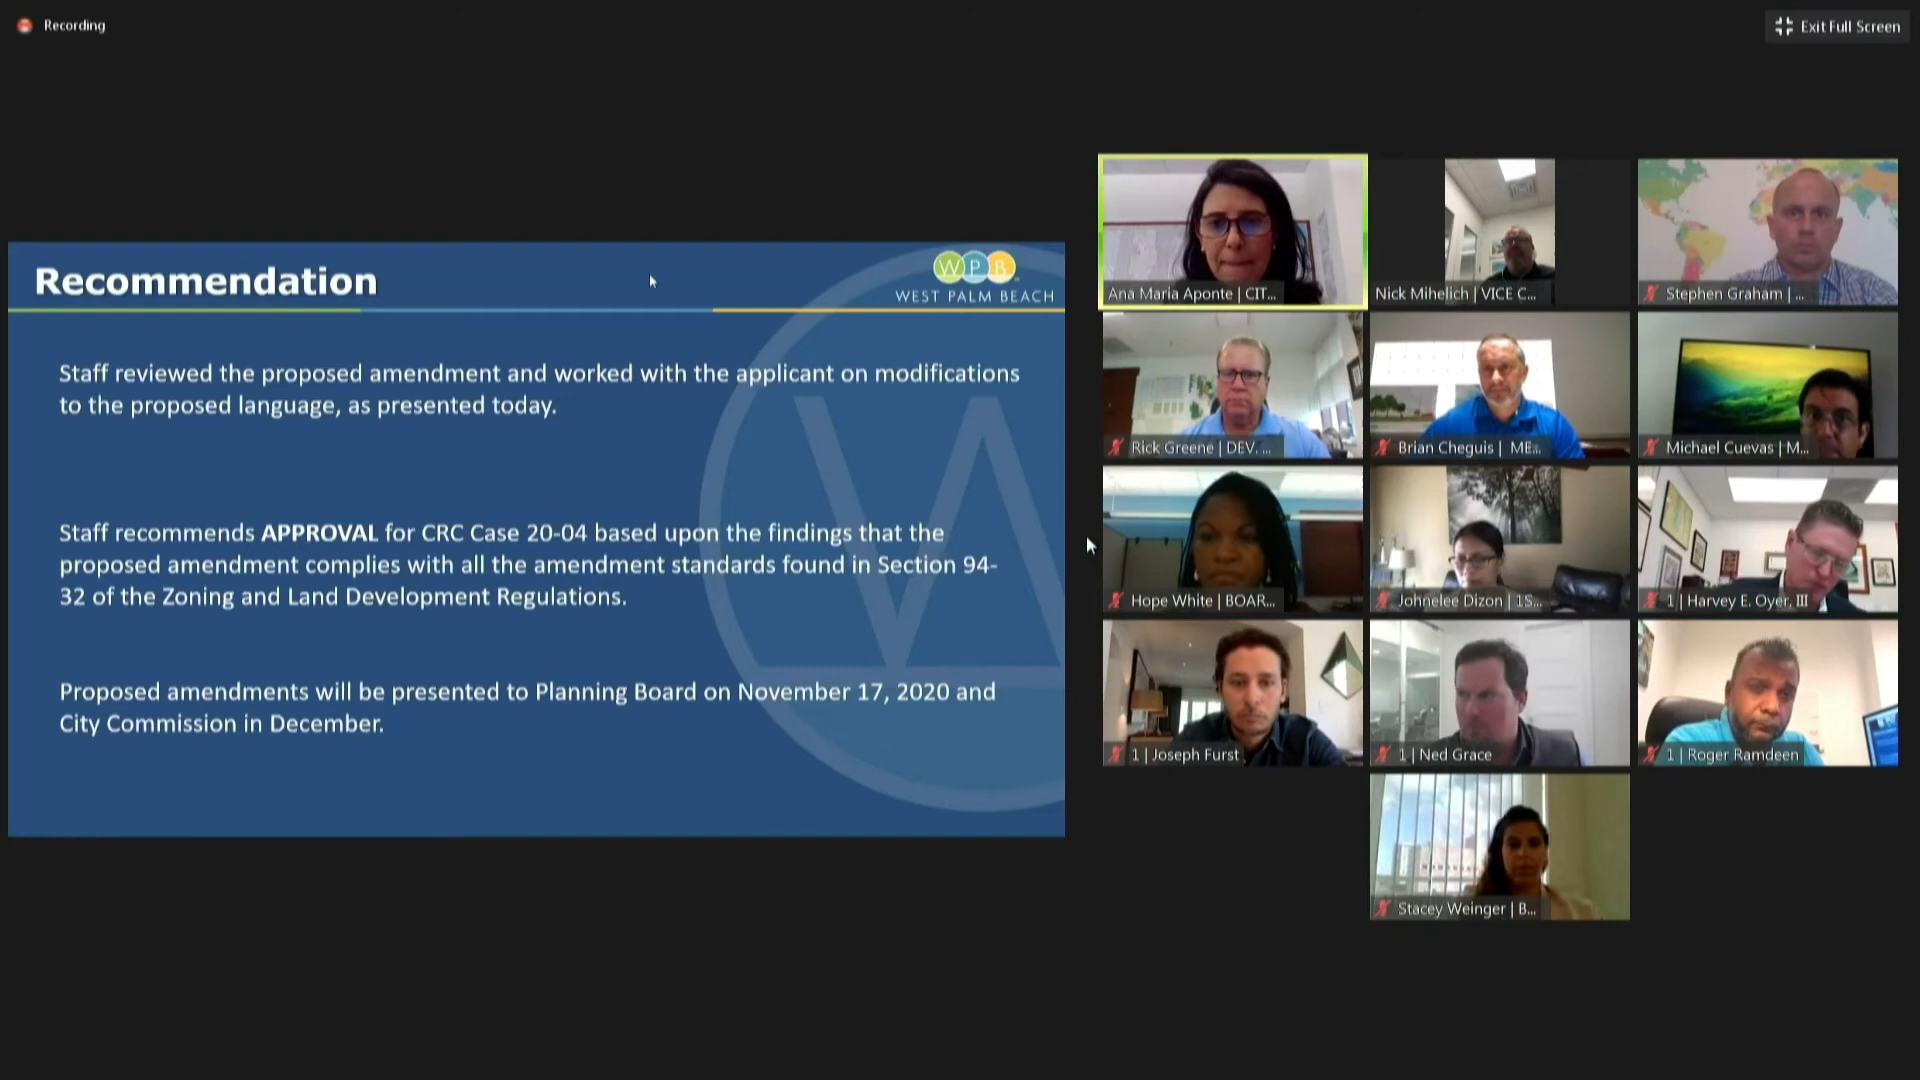 Recording
Exit Full Screen
Recommendation
WPB
WEST PALM BEACH
Staff reviewed the proposed amendment and worked with the applicant on modifications
to the proposed language, as presented today.
Staff recommends APPROVAL for CRC Case 20-04 based upon the findings that the
proposed amendment complies with all the amendment standards found in Section 94-
32 of the Zoning and Land Development Regulations.
Proposed amendments will be presented to Planning Board on November 17, 2020 and
City Commission in December.
Ana Maria Aponte | CIT...
Nick Mihelich | VICE C...
Stephen Graham | ...
Rick Greene | DEV. ...
Brian Cheguis | ME...
Michael Cuevas | M...
Hope White | BOAR...
Johnelee Dizon | 1S...
1 | Harvey E. Oyer, III
1 | Joseph Furst
1 | Ned Grace
1 | Roger Ramdeen
Stacey Weinger | B...